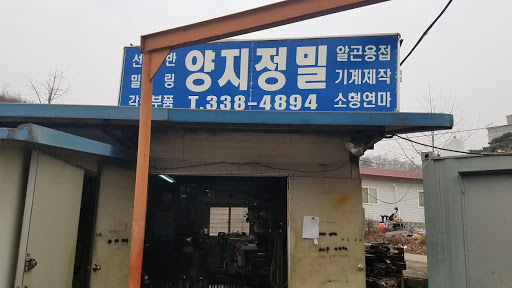 선 반
밀 링
각 부품
양지정밀
T.338-4894
알곤용접
기계제작
소형연마